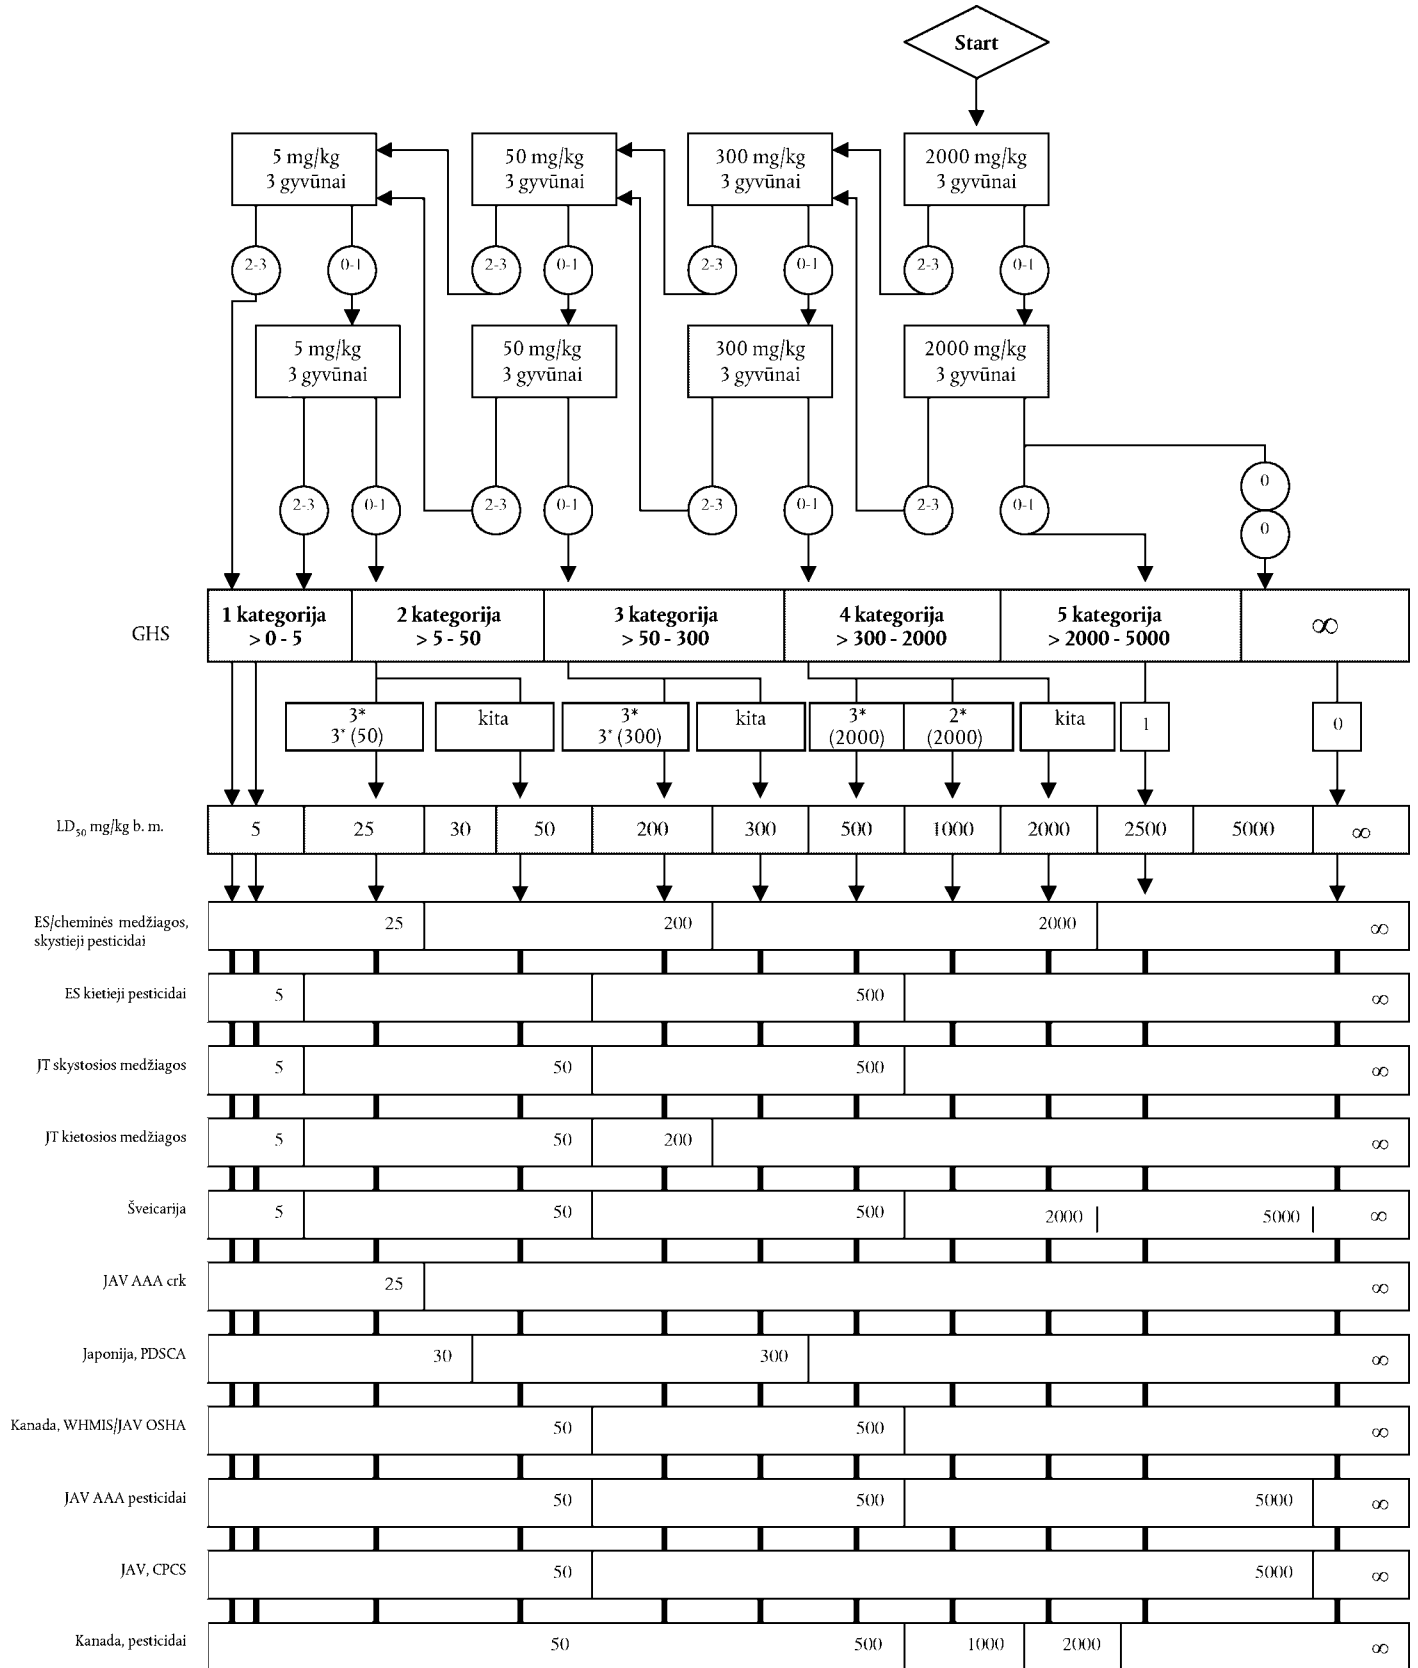 Start
5 mg/kg
3 gyvūnai
50 mg/kg
3 gyvūnai
300 mg/kg
3 gyvūnai
2000 mg/kg
3 gyvūnai
2-3
0-1
2-3
0-1
2-3
0-1
2-3
0-1
5 mg/kg
3 gyvūnai
50 mg/kg
3 gyvūnai
300 mg/kg
3 gyvūnai
2000 mg/kg
3 gyvūnai
0
2-3
0-1
2-3
0-1
2-3
0-1
2-3
0-1
0
GHS
1 kategorija
> 0 - 5
2 kategorija
> 5 - 50
3 kategorija
> 50 - 300
4 kategorija
> 300 - 2000
5 kategorija
> 2000 - 5000
∞
3*
3* (50)
kita
3*
3* (300)
kita
3*
(2000)
2*
(2000)
kita
1
0
LD50 mg/kg b. m.
5
25
30
50
200
300
500
1000
2000
2500
5000
∞
ES/cheminės medžiagos,
skystieji pesticidai
25
200
2000
∞
ES kietieji pesticidai
5
500
∞
JT skystosios medžiagos
5
50
500
∞
JT kietosios medžiagos
5
50
200
∞
Šveicarija
5
50
500
2000
5000
∞
JAV AAA crk
25
∞
Japonija, PDSCA
30
300
∞
Kanada, WHMIS/JAV OSHA
50
500
∞
JAV AAA pesticidai
50
500
5000
∞
JAV, CPCS
50
5000
∞
Kanada, pesticidai
50
500
1000
2000
∞